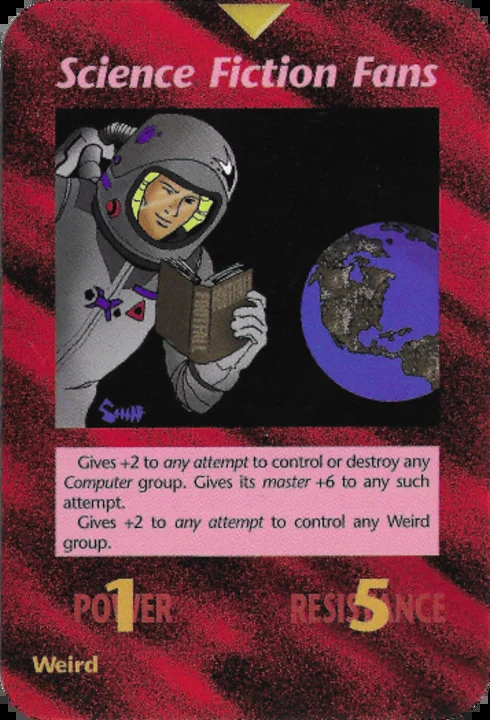 Science Fiction Fans
Gives +2 to any attempt to control or destroy any
Computer group. Gives its master +6 to any such
attempt.
Gives +2 to any attempt to control any Weird
group.
POWER 1 RESISTANCE 5
Weird